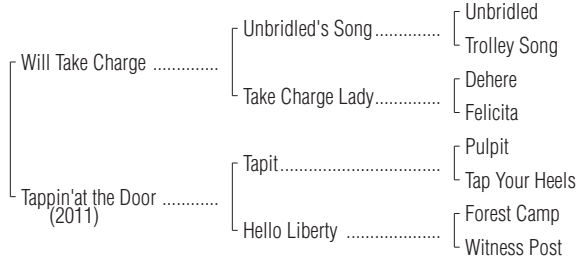 Unbridled
Unbridled's Song..............
Trolley Song
Will Take Charge ..............
Dehere
Take Charge Lady..............
Felicita
Pulpit
Tapit..................................
Tap Your Heels
Tappin'at the Door ............
(2011)
Forest Camp
Hello Liberty ....................
Witness Post